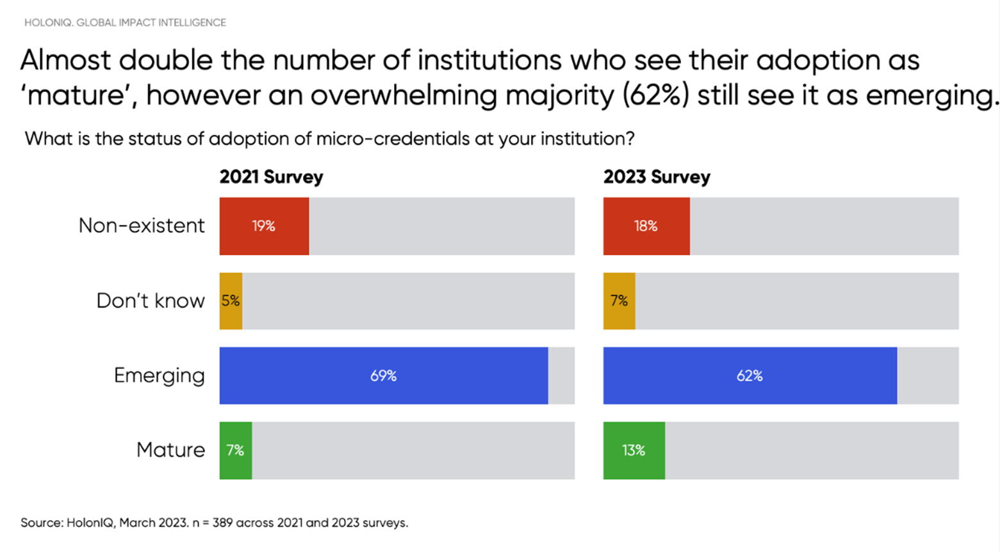 HOLONIQ. GLOBAL IMPACT INTELLIGENCE
Almost double the number of institutions who see their adoption as
‘mature’, however an overwhelming majority (62%) still see it as emerging.
What is the status of adoption of micro-credentials at your institution?
2021 Survey
2023 Survey
Non-existent
19%
18%
Don’t know
5%
7%
Emerging
69%
62%
Mature
7%
13%
Source: HolonIQ, March 2023. n = 389 across 2021 and 2023 surveys.